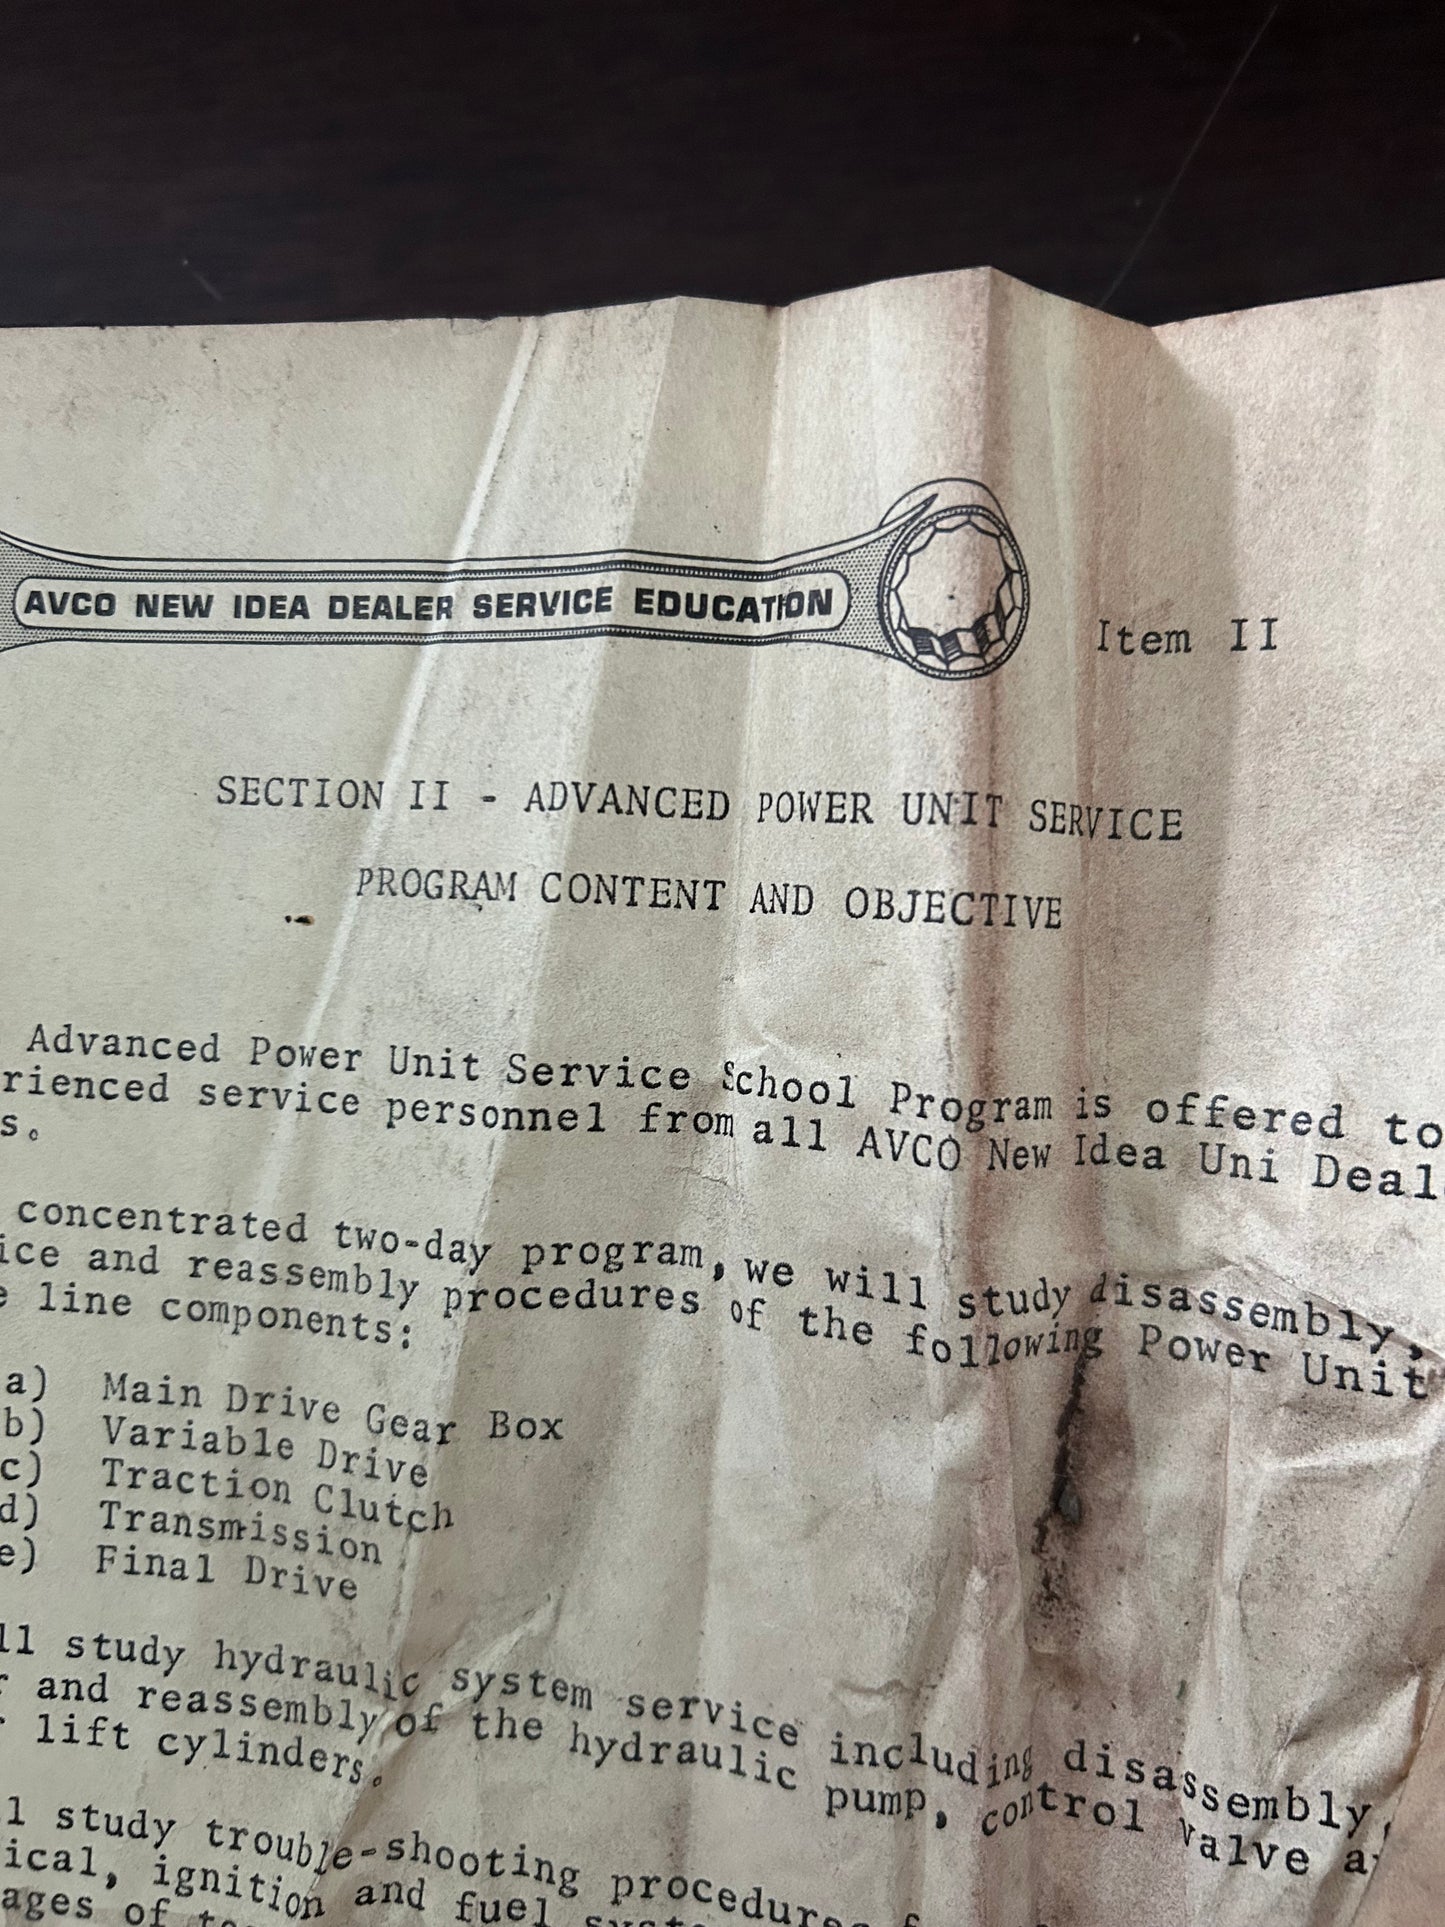 AVCO NEW IDEA DEALER SERVICE EDUCATION
Item II
SECTION II - ADVANCED POWER UNIT SERVICE
PROGRAM CONTENT AND OBJECTIVE
Advanced Power Unit Service School Program is offered to
rienced service personnel from all AVCO New Idea Uni Deal
s.
concentrated two-day program, we will study disassembly,
ice and reassembly procedures of the following Power Unit
e line components:
a) Main Drive Gear Box
b) Variable Drive
c) Traction Clutch
d) Transmission
e) Final Drive
ll study hydraulic system service including disassembly,
r and reassembly of the hydraulic pump, control valve a
r lift cylinders.
l study trouble-shooting procedures
ical, ignition and fuel
ages of